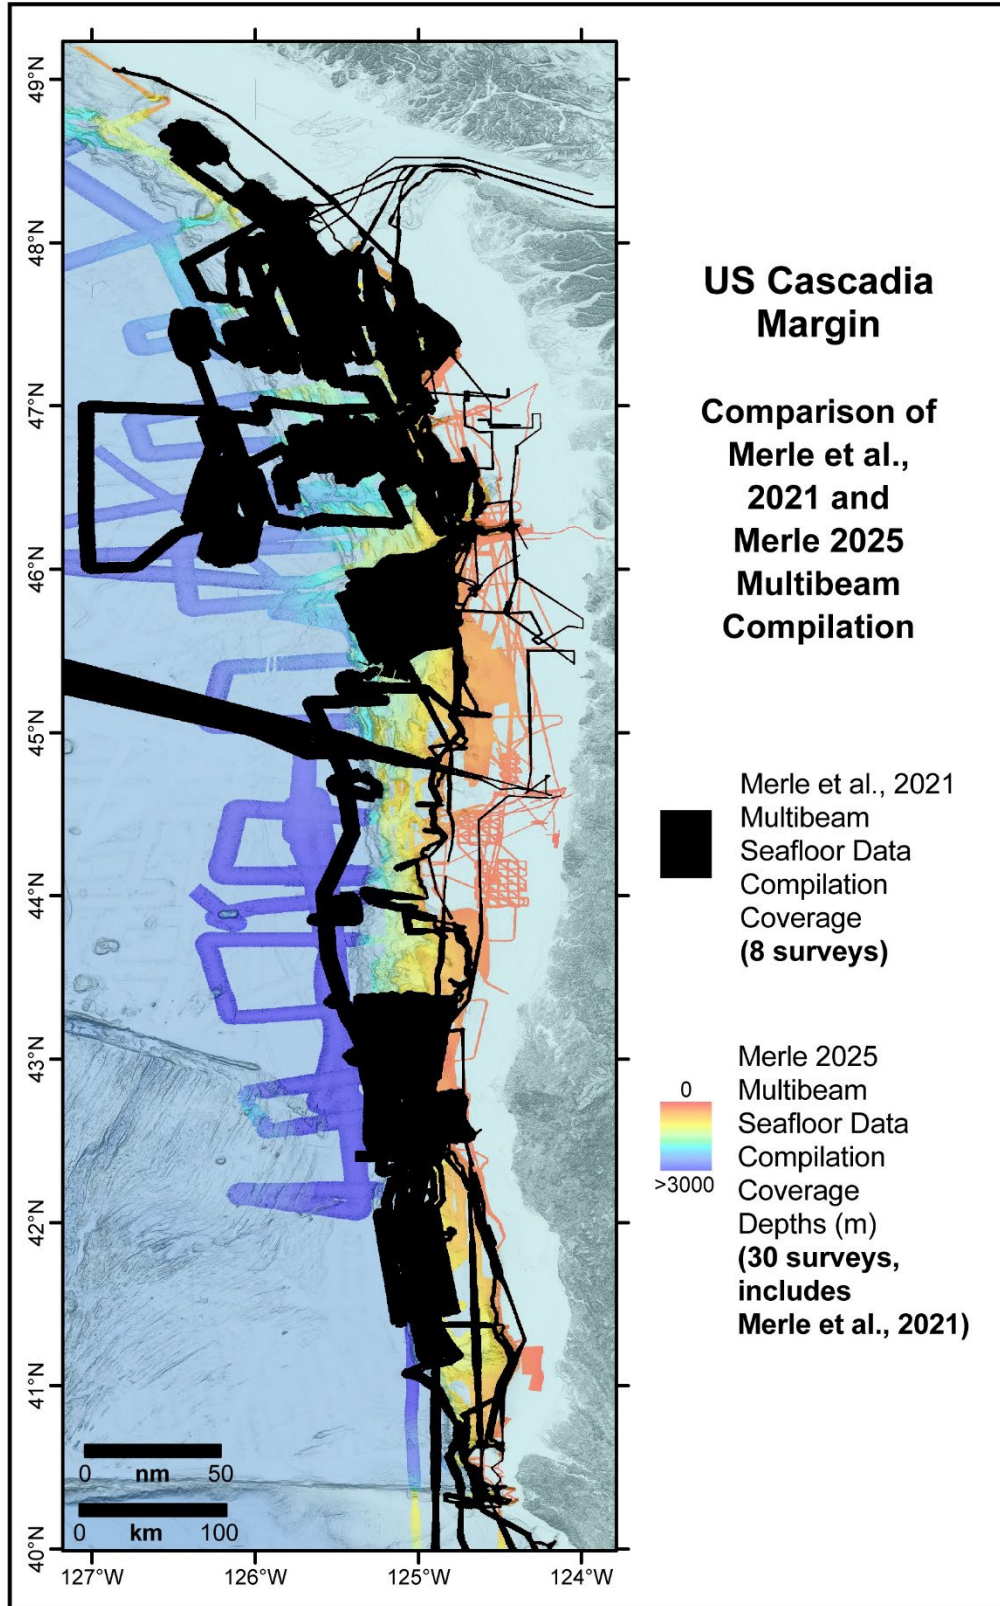 US Cascadia
Margin
Comparison of
Merle et al.,
2021 and
Merle 2025
Multibeam
Compilation
Merle et al., 2021
Multibeam
Seafloor Data
Compilation
Coverage
(8 surveys)
Merle 2025
0
Multibeam
Seafloor Data
Compilation
>3000
Coverage
Depths (m)
(30 surveys,
includes
Merle et al., 2021)
49°N
48°N
47°N
46°N
45°N
44°N
43°N
42°N
41°N
40°N
0 nm 50
0 km 100
127°W 126°W 125°W 124°W